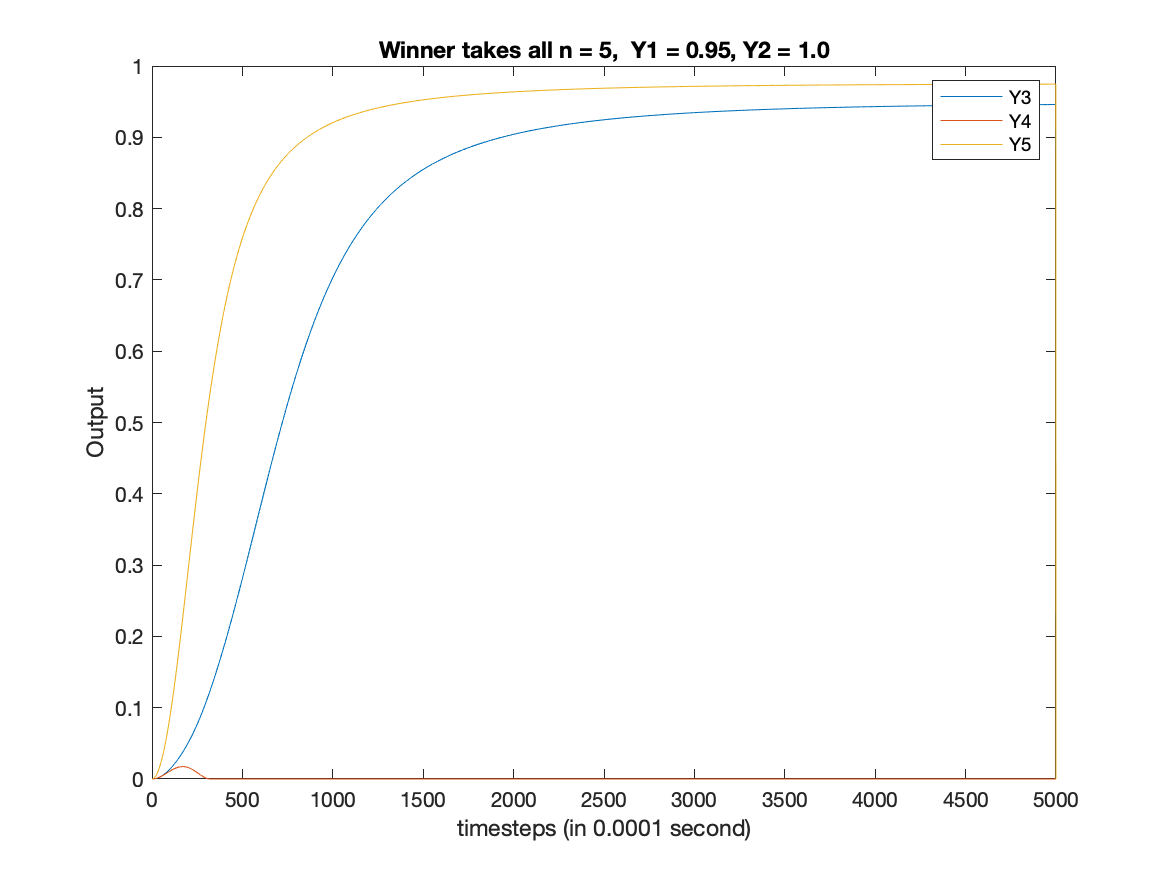 Winner takes all n = 5,  Y1 = 0.95, Y2 = 1.0
1
0.9
0.8
0.7
0.6
0.5
0.4
0.3
0.2
0.1
0
Output
Y3
Y4
Y5
0 500 1000 1500 2000 2500 3000 3500 4000 4500 5000
timesteps (in 0.0001 second)